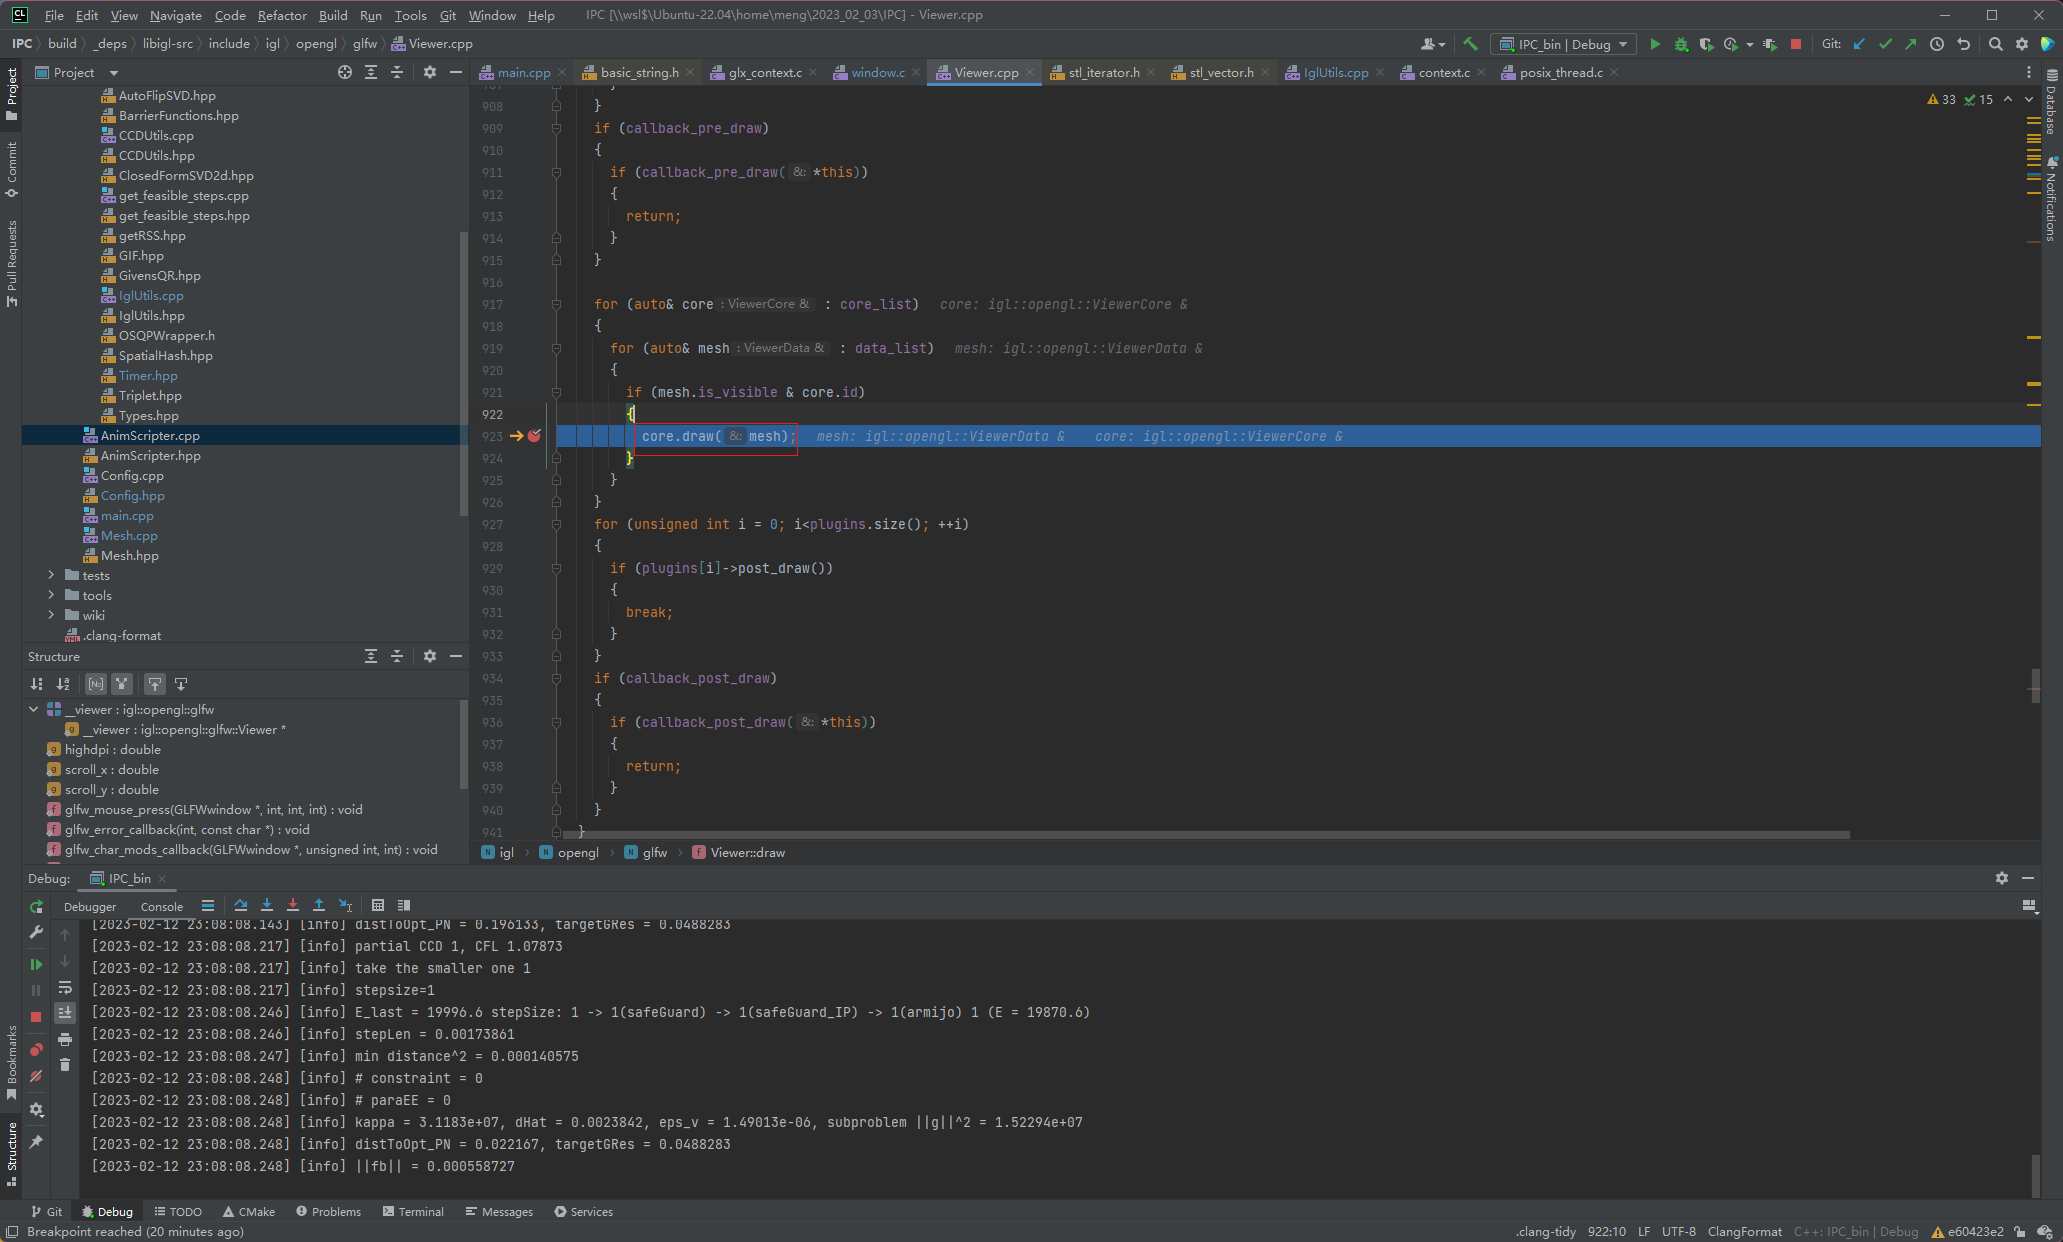 File Edit View Navigate Code Refactor Build Run Tools Git Window Help IPC [\\wsl$\Ubuntu-22.04\home\meng\2023_02_03\IPC] - Viewer.cpp
IPC build _deps libigl-src include igl opengl glfw Viewer.cpp
IPC_bin | Debug Git:
Project
main.cpp basic_string.h glx_context.c window.c Viewer.cpp stl_iterator.h stl_vector.h IglUtils.cpp context.c posix_thread.c
Project
Commit
Pull Requests
Bookmarks
Structure
AutoFlipSVD.hpp
BarrierFunctions.hpp
CCDUtils.cpp
CCDUtils.hpp
ClosedFormSVD2d.hpp
get_feasible_steps.cpp
get_feasible_steps.hpp
getRSS.hpp
GIF.hpp
GivensQR.hpp
IglUtils.cpp
IglUtils.hpp
OSQPWrapper.h
SpatialHash.hpp
Timer.hpp
Triplet.hpp
Types.hpp
AnimScripter.cpp
AnimScripter.hpp
Config.cpp
Config.hpp
main.cpp
Mesh.cpp
Mesh.hpp
tests
tools
wiki
.clang-format
Structure
__viewer : igl::opengl::glfw
__viewer : igl::opengl::glfw::Viewer *
highdpi : double
scroll_x : double
scroll_y : double
glfw_mouse_press(GLFWwindow *, int, int, int) : void
glfw_error_callback(int, const char *) : void
glfw_char_mods_callback(GLFWwindow *, unsigned int, int) : void
33 15
Database
Notifications
907 }
908 }
909 if (callback_pre_draw)
910 {
911 if (callback_pre_draw( &: *this))
912 {
913 return;
914 }
915 }
916
917 for (auto& core : ViewerCore & : core_list) core: igl::opengl::ViewerCore &
918 {
919 for (auto& mesh : ViewerData & : data_list) mesh: igl::opengl::ViewerData &
920 {
921 if (mesh.is_visible & core.id)
922 {
923 core.draw( &: mesh); mesh: igl::opengl::ViewerData & core: igl::opengl::ViewerCore &
924 }
925 }
926 }
927 for (unsigned int i = 0; i<plugins.size(); ++i)
928 {
929 if (plugins[i]->post_draw())
930 {
931 break;
932 }
933 }
934 if (callback_post_draw)
935 {
936 if (callback_post_draw( &: *this))
937 {
938 return;
939 }
940 }
941 }
igl opengl glfw Viewer::draw
Debug: IPC_bin
Debugger Console
[2023-02-12 23:08:08.143] [info] distToOpt_PN = 0.196133, targetGRes = 0.0488283
[2023-02-12 23:08:08.217] [info] partial CCD 1, CFL 1.07873
[2023-02-12 23:08:08.217] [info] take the smaller one 1
[2023-02-12 23:08:08.217] [info] stepsize=1
[2023-02-12 23:08:08.246] [info] E_last = 19996.6 stepSize: 1 -> 1(safeGuard) -> 1(safeGuard_IP) -> 1(armijo) 1 (E = 19870.6)
[2023-02-12 23:08:08.246] [info] stepLen = 0.00173861
[2023-02-12 23:08:08.247] [info] min distance^2 = 0.000140575
[2023-02-12 23:08:08.248] [info] # constraint = 0
[2023-02-12 23:08:08.248] [info] # paraEE = 0
[2023-02-12 23:08:08.248] [info] kappa = 3.1183e+07, dHat = 0.0023842, eps_v = 1.49013e-06, subproblem ||g||^2 = 1.52294e+07
[2023-02-12 23:08:08.248] [info] distToOpt_PN = 0.022167, targetGRes = 0.0488283
[2023-02-12 23:08:08.248] [info] ||fb|| = 0.000558727
Git Debug TODO CMake Problems Terminal Messages Services
Breakpoint reached (20 minutes ago) .clang-tidy 922:10 LF UTF-8 ClangFormat C++: IPC_bin | Debug e60423e2